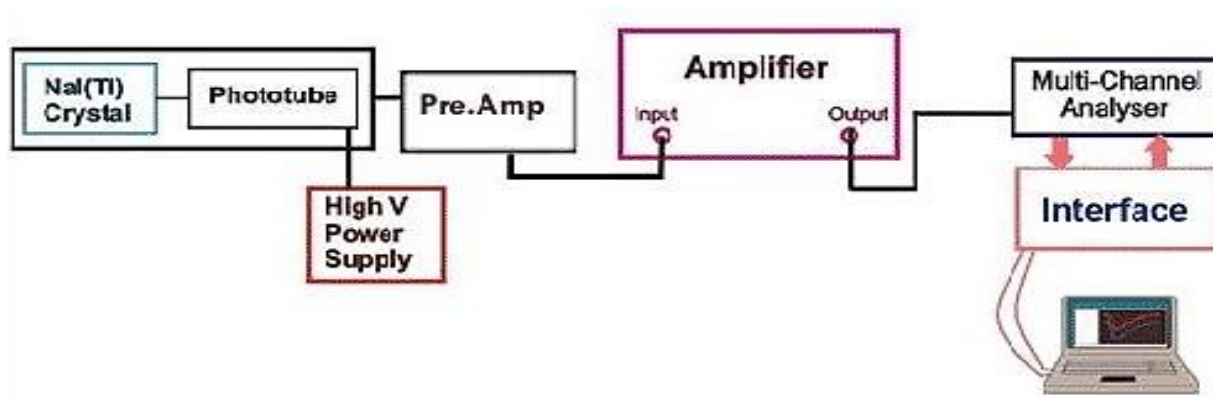 NaI(Tl)
Crystal
Phototube
Pre.Amp
High V
Power
Supply
Amplifier
Input
Output
Multi-Channel
Analyser
Interface